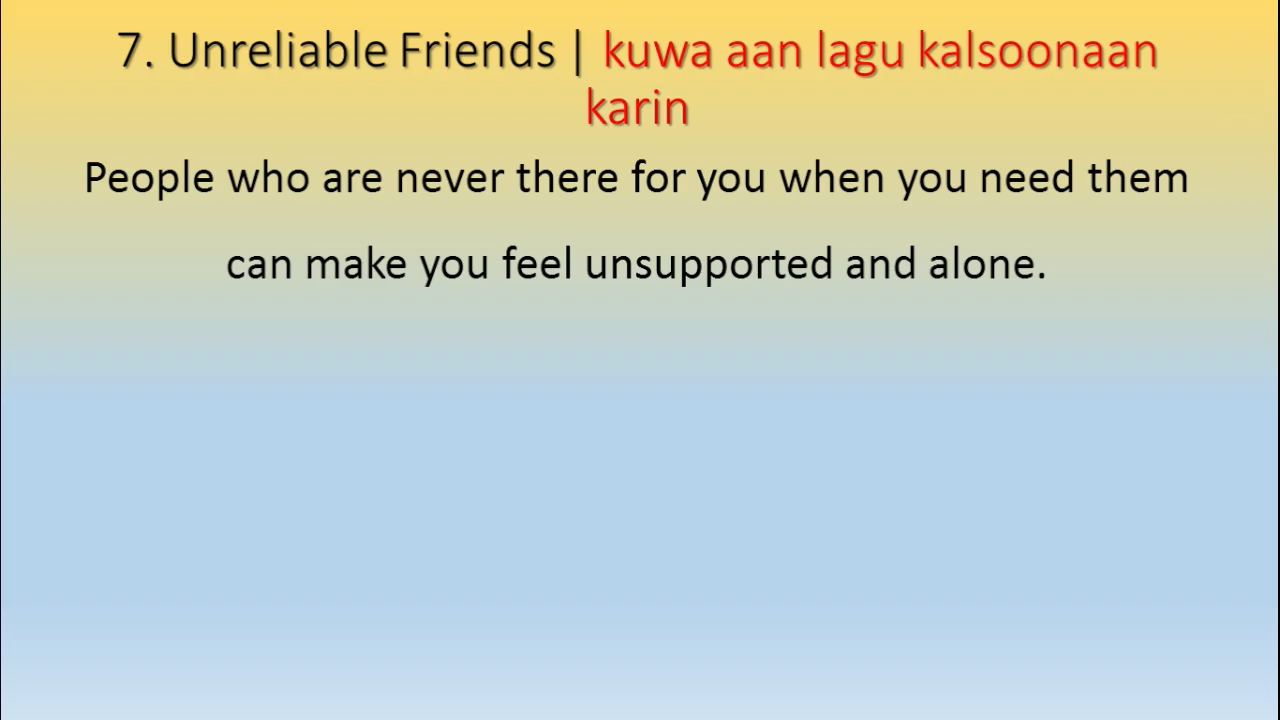 7. Unreliable Friends | kuwa aan lagu kalsoonaan
karin
People who are never there for you when you need them
can make you feel unsupported and alone.